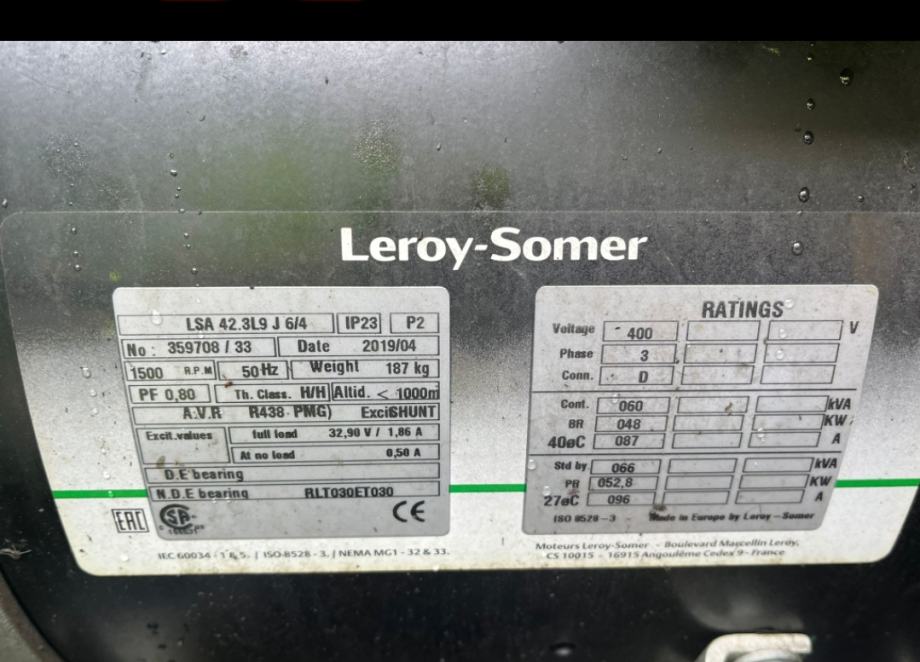 Leroy-Somer
LSA 42.3L9 J 6/4 IP23 P2
No : 359708 / 33 Date 2019/04
1500 R.P.M 50 Hz Weight 187 kg
PF 0,80 Th. Class. H/H Altid. < 1000m
A.V.R R438 PMG) Exci6HUNT
Excit.values full load 32,90 V / 1,86 A
At no load 0,50 A
D.E bearing
N.D.E bearing RLT030ET030
EAC SA CE
IEC 60034 - 1 & 5. / ISO-8528 - 3. / NEMA MG1 - 32 & 33.
RATINGS
Voltage 400 V
Phase 3
Conn. D
Cont. 060 kVA
BR 048 KW
40øC 087 A
Std by 066 kVA
PR 052,8 KW
27øC 096 A
ISO 8528 - 3 Made in Europe by Leroy - Somer
Moteurs Leroy-Somer - Boulevard Marcellin Leroy,
CS 10015 - 16915 Angoulême Cedex 9 - France